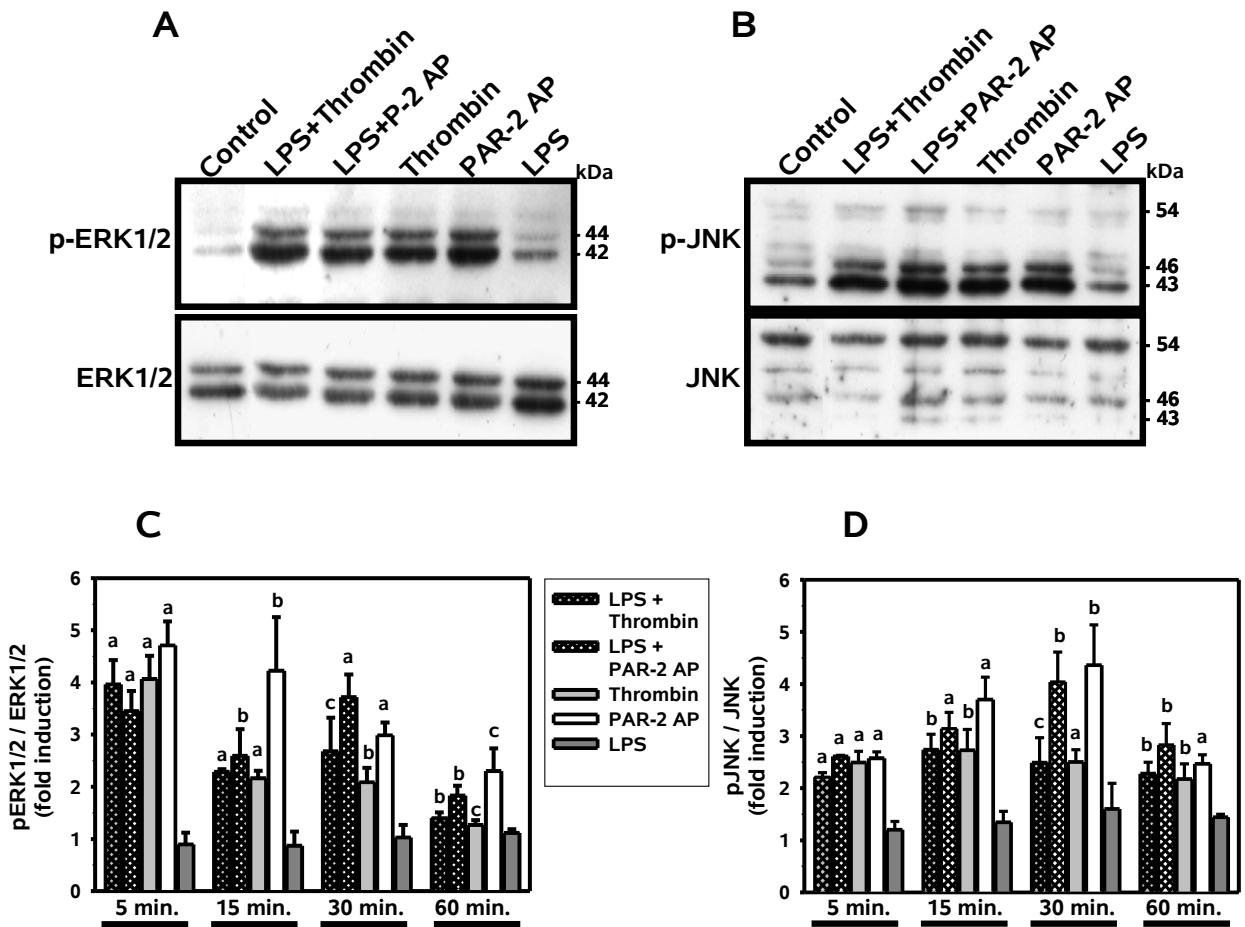 A
Control
LPS+Thrombin
LPS+P-2 AP
Thrombin
PAR-2 AP
LPS
kDa
p-ERK1/2
44
42
ERK1/2
44
42
B
Control
LPS+Thrombin
LPS+PAR-2 AP
Thrombin
PAR-2 AP
LPS
kDa
p-JNK
54
46
43
JNK
54
46
43
C
pERK1/2 / ERK1/2
(fold induction)
6
5
4
3
2
1
0
a
a
a
a
a
b
a
b
c
a
b
a
b
b
c
c
5 min.
15 min.
30 min.
60 min.
LPS +
Thrombin
LPS +
PAR-2 AP
Thrombin
PAR-2 AP
LPS
D
pJNK / JNK
(fold induction)
6
5
4
3
2
1
0
a
a
a
a
b
a
b
a
c
b
a
b
b
b
b
a
5 min.
15 min.
30 min.
60 min.